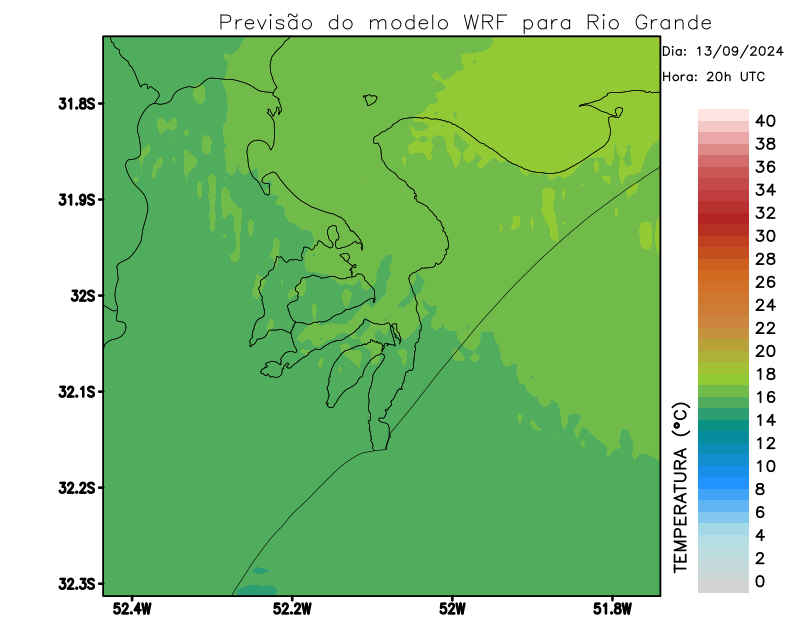 Previsão do modelo WRF para Rio Grande
Dia: 13/09/2024
Hora: 20h UTC
31.8S
31.9S
32S
32.1S
32.2S
32.3S
52.4W
52.2W
52W
51.8W
TEMPERATURA (°C)
40
38
36
34
32
30
28
26
24
22
20
18
16
14
12
10
8
6
4
2
0